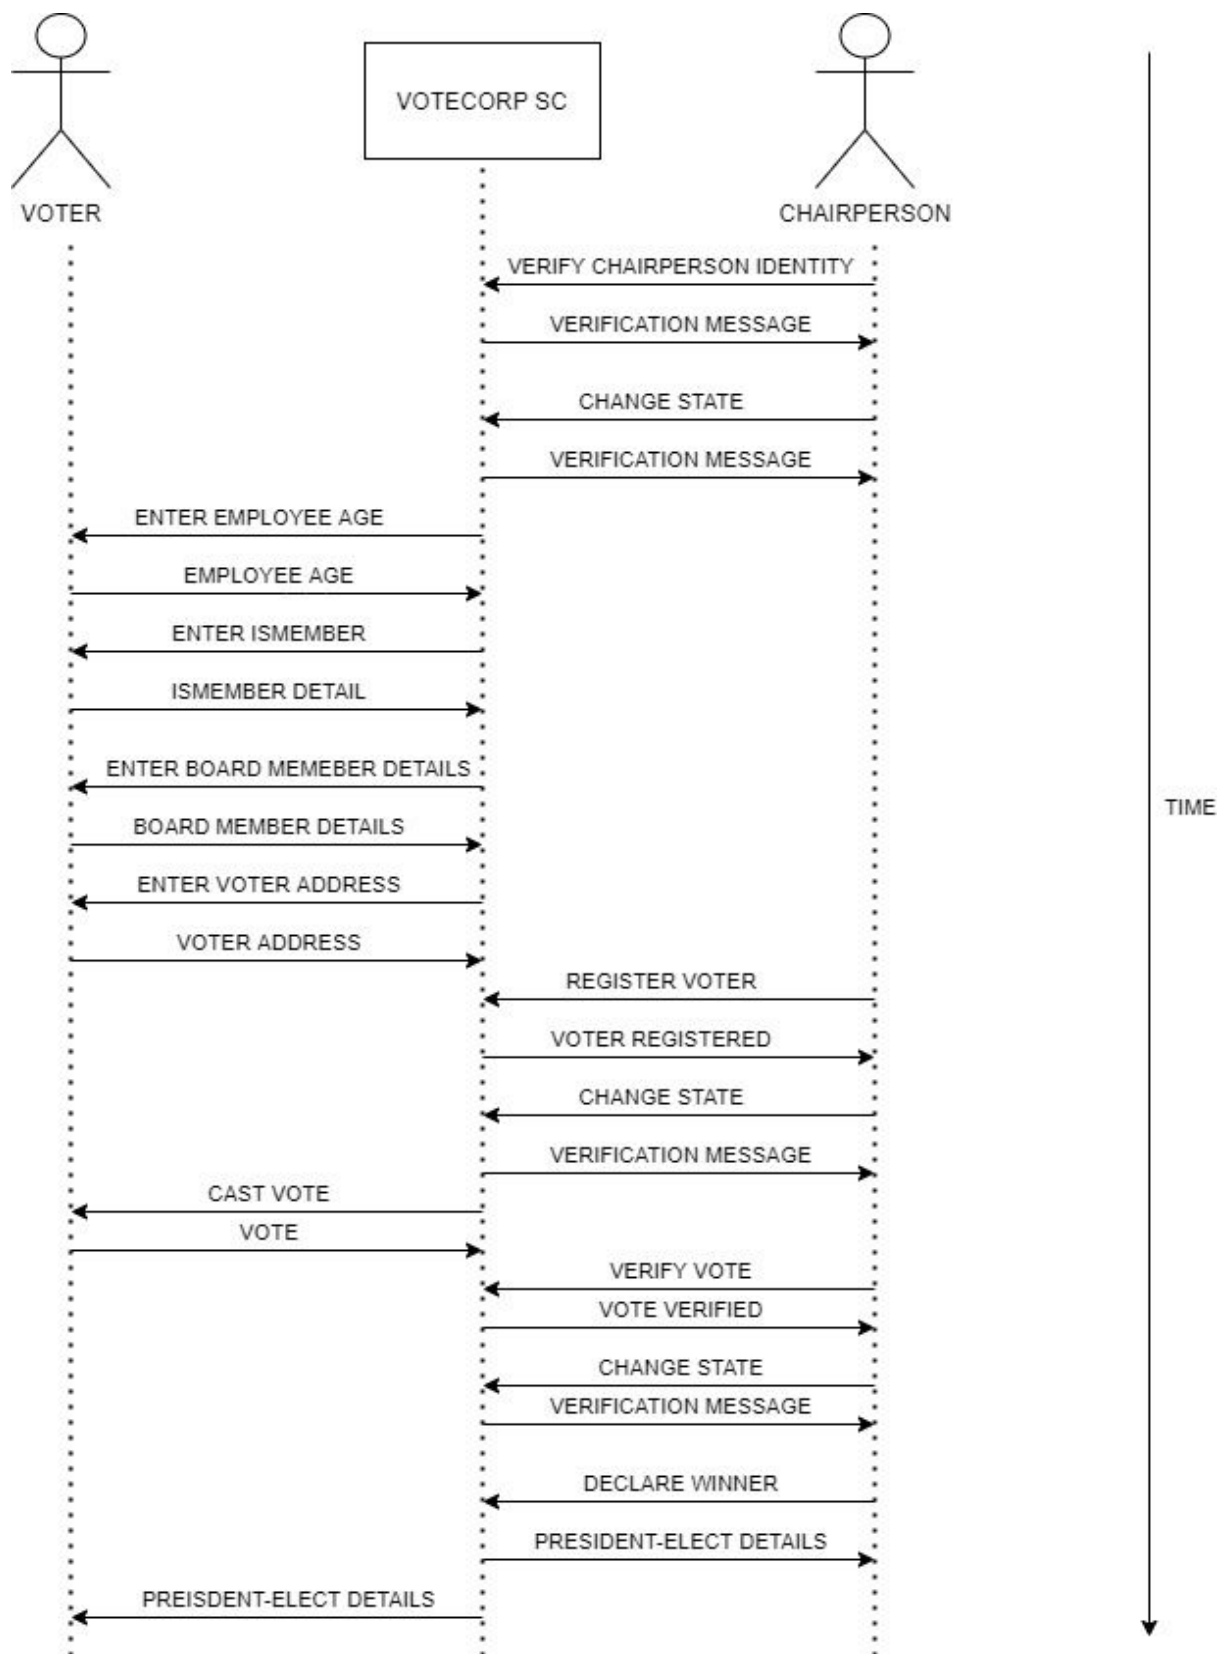 VOTECORP SC
VOTER
CHAIRPERSON
VERIFY CHAIRPERSON IDENTITY
VERIFICATION MESSAGE
CHANGE STATE
VERIFICATION MESSAGE
ENTER EMPLOYEE AGE
EMPLOYEE AGE
ENTER ISMEMBER
ISMEMBER DETAIL
ENTER BOARD MEMEBER DETAILS
TIME
BOARD MEMBER DETAILS
ENTER VOTER ADDRESS
VOTER ADDRESS
REGISTER VOTER
VOTER REGISTERED
CHANGE STATE
VERIFICATION MESSAGE
CAST VOTE
VOTE
VERIFY VOTE
VOTE VERIFIED
CHANGE STATE
VERIFICATION MESSAGE
DECLARE WINNER
PRESIDENT-ELECT DETAILS
PREISDENT-ELECT DETAILS